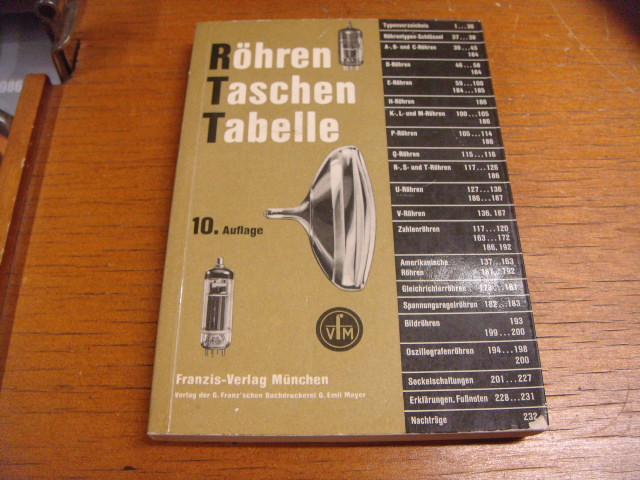 Röhren
Taschen
Tabelle
10. Auflage
VfM
Franzis-Verlag München
Verlag der G. Franz'schen Buchdruckerei G. Emil Mayer
Typenverzeichnis 1...36
Röhrentypen-Schlüssel 37...39
A-, B- und C-Röhren 39...45
184
D-Röhren 46...58
184
E-Röhren 59...100
184...185
H-Röhren 186
K-, L- und M-Röhren 100...105
186
P-Röhren 105...114
186
Q-Röhren 115...116
R-, S- und T-Röhren 117...126
186
U-Röhren 127...136
186...187
V-Röhren 136, 187
Zahlenröhren 117...120
163...172
186, 192
Amerikanische 137...163
Röhren 187...192
Gleichrichterröhren 173...181
Spannungsregelröhren 182...183
Bildröhren 193
199...200
Oszillografenröhren 194...198
200
Sockelschaltungen 201...227
Erklärungen, Fußnoten 228...231
Nachträge 232